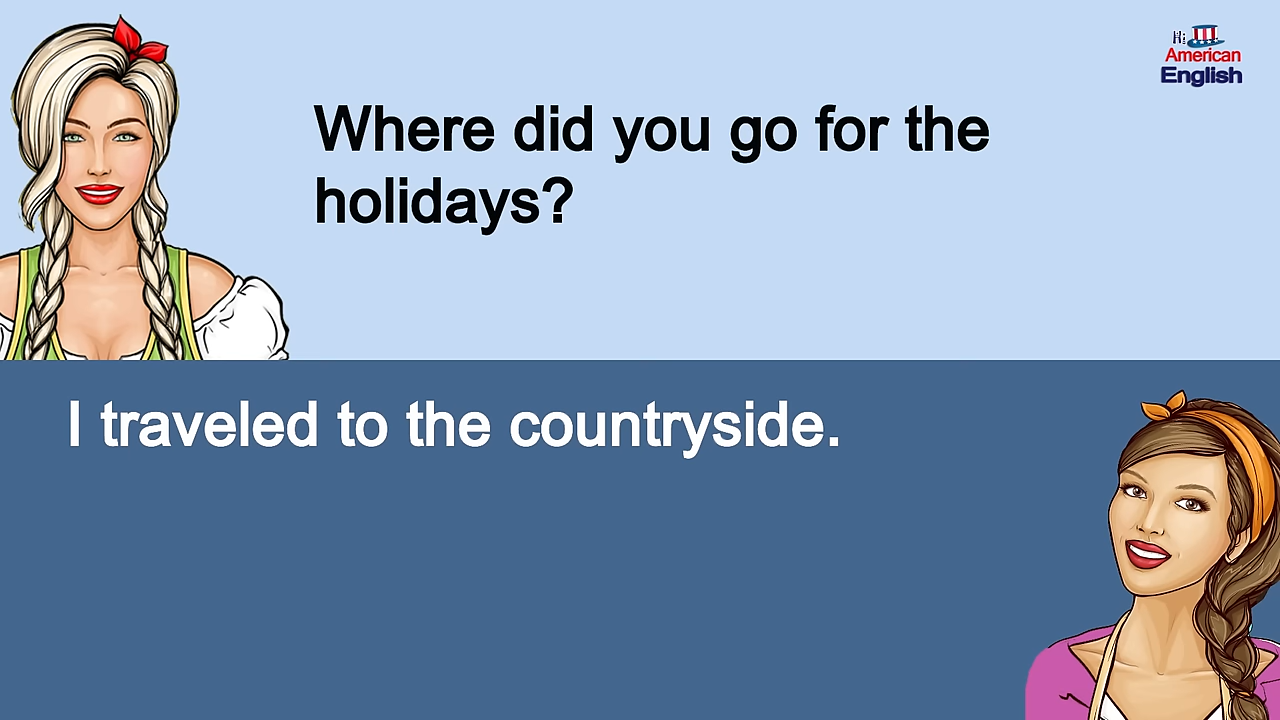 Hi
American
English
Where did you go for the
holidays?
I traveled to the countryside.